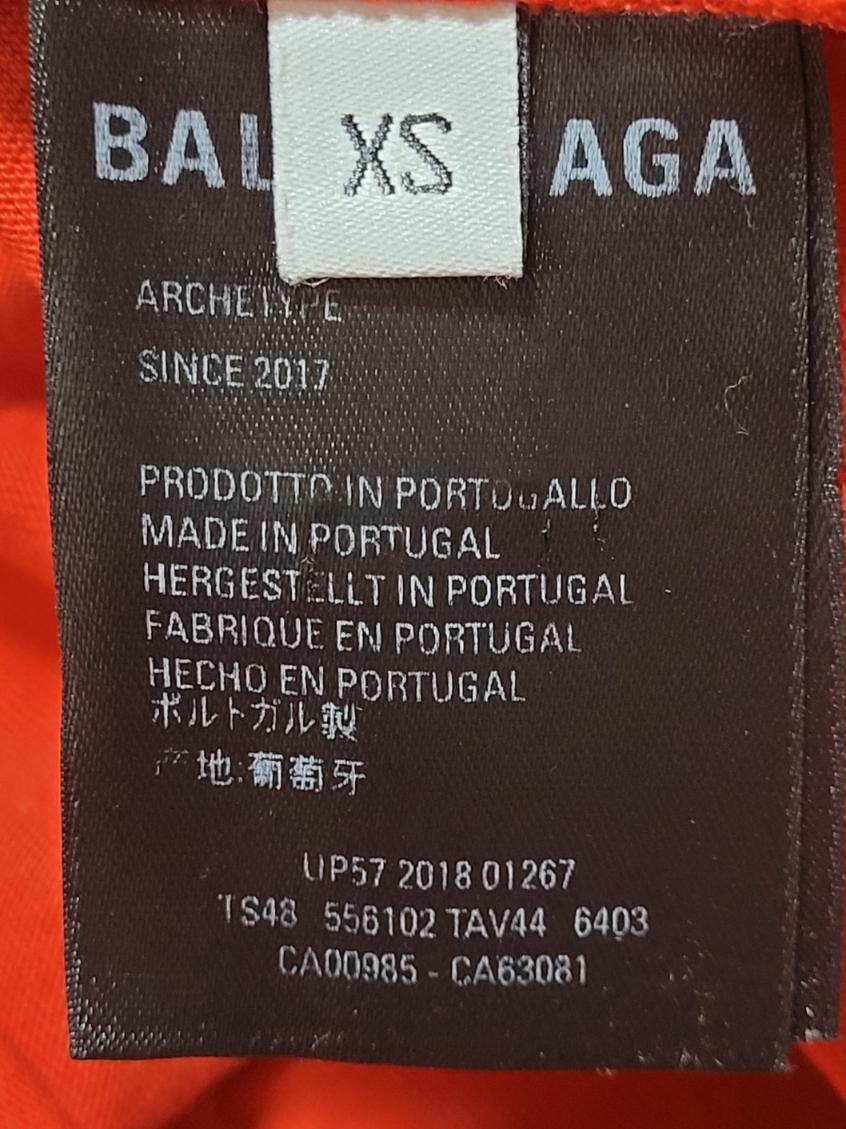 XS
BAL AGA
ARCHETYPE
SINCE 2017
PRODOTTO IN PORTOGALLO
MADE IN PORTUGAL
HERGESTELLT IN PORTUGAL
FABRIQUE EN PORTUGAL
HECHO EN PORTUGAL
ポルトガル製
产地:葡萄牙
UP57 2018 01267
TS48 556102 TAV44 6403
CA00985 - CA63081